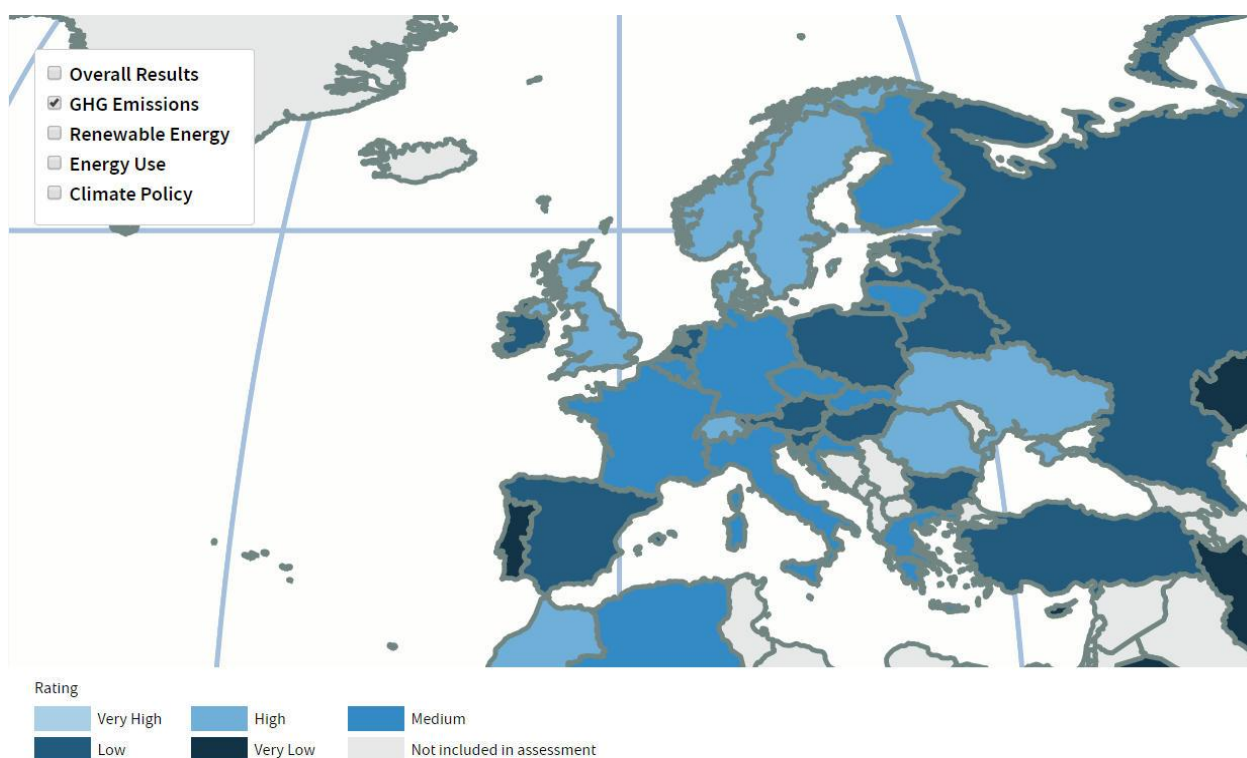 Overall Results
GHG Emissions
Renewable Energy
Energy Use
Climate Policy
Rating
Very High High Medium
Low Very Low Not included in assessment